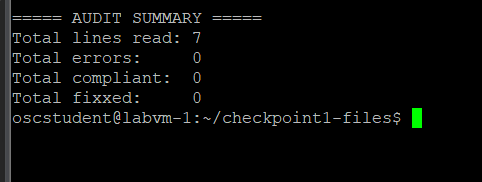 ===== AUDIT SUMMARY =====
Total lines read: 7
Total errors:     0
Total compliant:  0
Total fixxed:     0
oscstudent@labvm-1:~/checkpoint1-files$